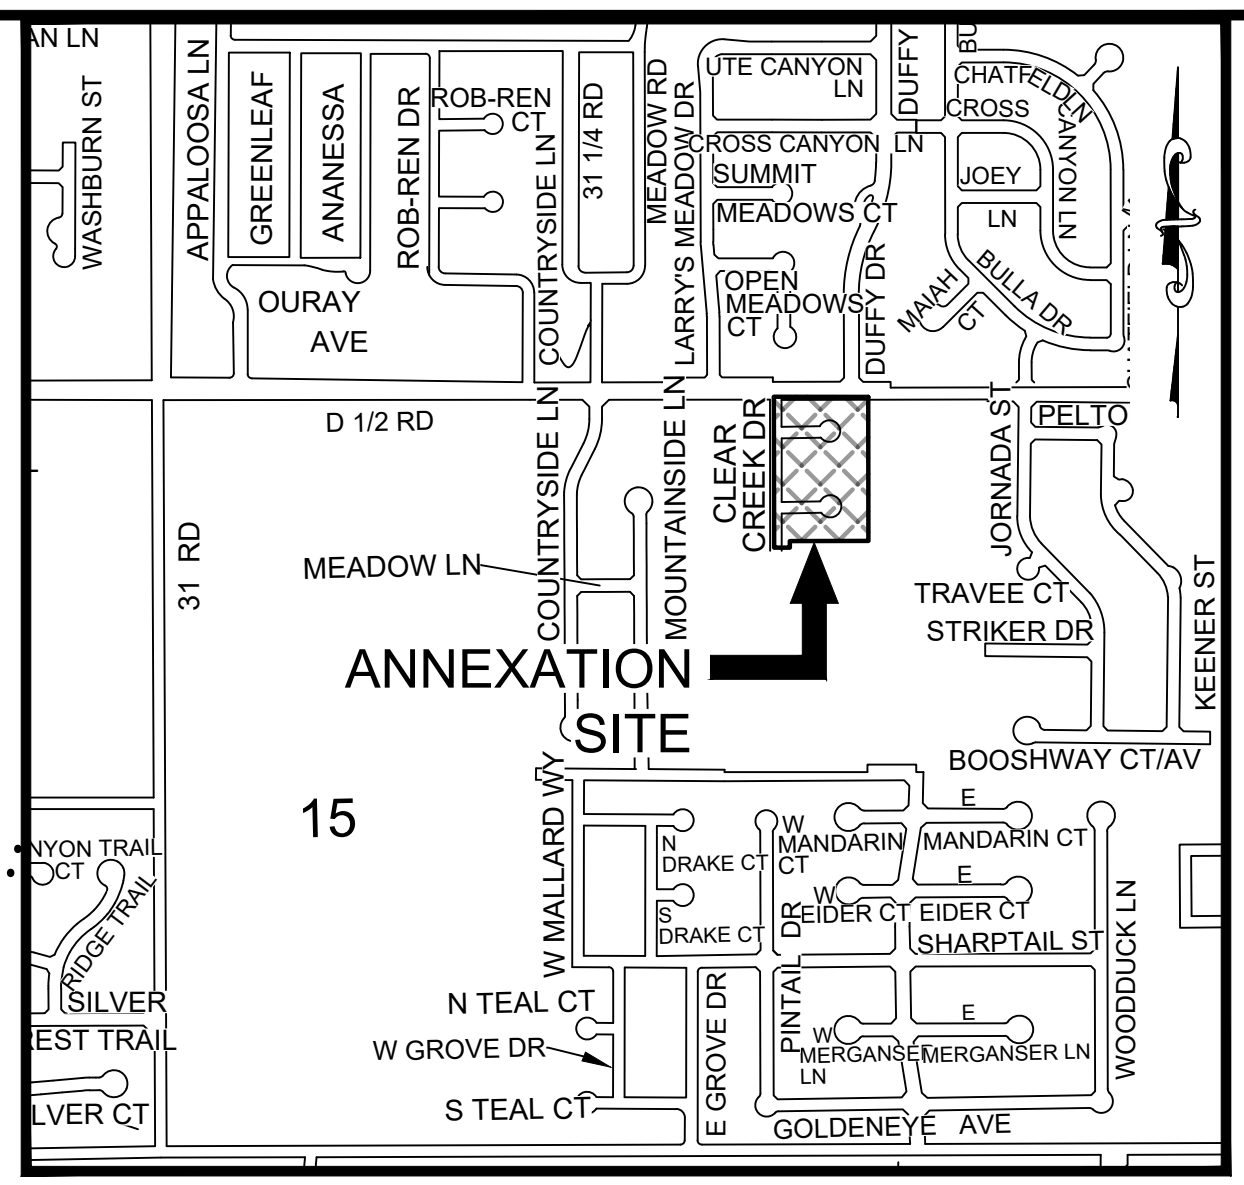 AN LN
WASHBURN ST
APPALOOSA LN
GREENLEAF
ANANESSA
ROB-REN DR
ROB-REN
CT
COUNTRYSIDE LN
31 1/4 RD
MEADOW RD
LARRY'S MEADOW DR
UTE CANYON
LN
DUFFY
BU
CHATFIELD LN
CROSS
CANYON LN
CROSS CANYON LN
SUMMIT
MEADOWS CT
JOEY
LN
OPEN
MEADOWS
CT
DUFFY DR
MAIAH
CT
BULLA DR
OURAY
AVE
D 1/2 RD
COUNTRYSIDE LN
MOUNTAINSIDE LN
CLEAR
CREEK DR
JORNADA ST
PELTO
31 RD
MEADOW LN
TRAVEE CT
STRIKER DR
KEENER ST
ANNEXATION
SITE
BOOSHWAY CT/AV
15
W MALLARD WY
N
DRAKE CT
S
DRAKE CT
W
MANDARIN
CT
E
MANDARIN CT
W
EIDER CT
E
EIDER CT
PINTAIL DR
SHARPTAIL ST
WOODDUCK LN
NYON TRAIL
CT
RIDGE TRAIL
SILVER
REST TRAIL
LVER CT
N TEAL CT
W GROVE DR
S TEAL CT
E GROVE DR
W
MERGANSER
LN
E
MERGANSER LN
GOLDENEYE AVE